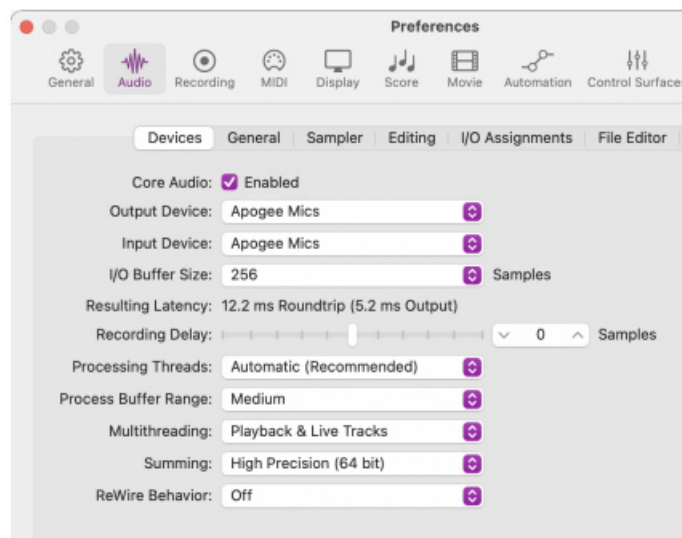 Preferences
General Audio Recording MIDI Display Score Movie Automation Control Surface
Devices General Sampler Editing I/O Assignments File Editor
Core Audio: Enabled
Output Device: Apogee Mics
Input Device: Apogee Mics
I/O Buffer Size: 256 Samples
Resulting Latency: 12.2 ms Roundtrip (5.2 ms Output)
Recording Delay: 0 Samples
Processing Threads: Automatic (Recommended)
Process Buffer Range: Medium
Multithreading: Playback & Live Tracks
Summing: High Precision (64 bit)
ReWire Behavior: Off